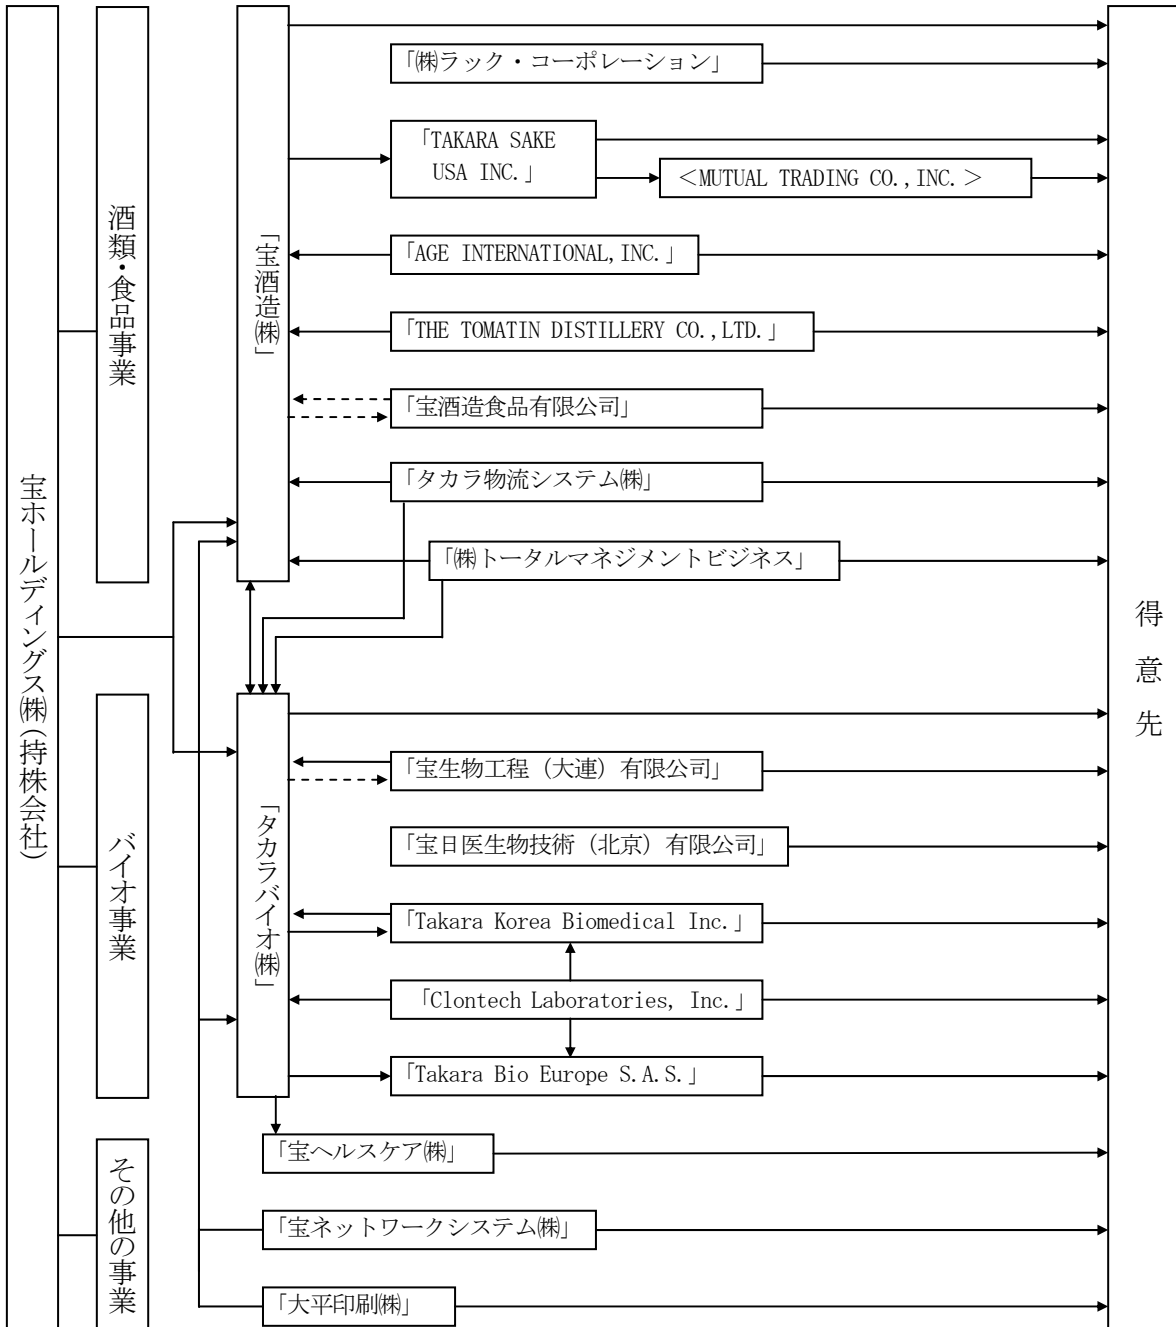 宝ホールディングス㈱(持株会社)
酒類・食品事業
「宝酒造㈱」
「㈱ラック・コーポレーション」
「TAKARA SAKE
USA INC.」
＜MUTUAL TRADING CO.,INC.＞
「AGE INTERNATIONAL,INC.」
「THE TOMATIN DISTILLERY CO.,LTD.」
「宝酒造食品有限公司」
「タカラ物流システム㈱」
「㈱トータルマネジメントビジネス」
バイオ事業
「タカラバイオ㈱」
「宝生物工程（大連）有限公司」
「宝日医生物技術（北京）有限公司」
「Takara Korea Biomedical Inc.」
「Clontech Laboratories, Inc.」
「Takara Bio Europe S.A.S.」
その他の事業
「宝ヘルスケア㈱」
「宝ネットワークシステム㈱」
「大平印刷㈱」
得意先